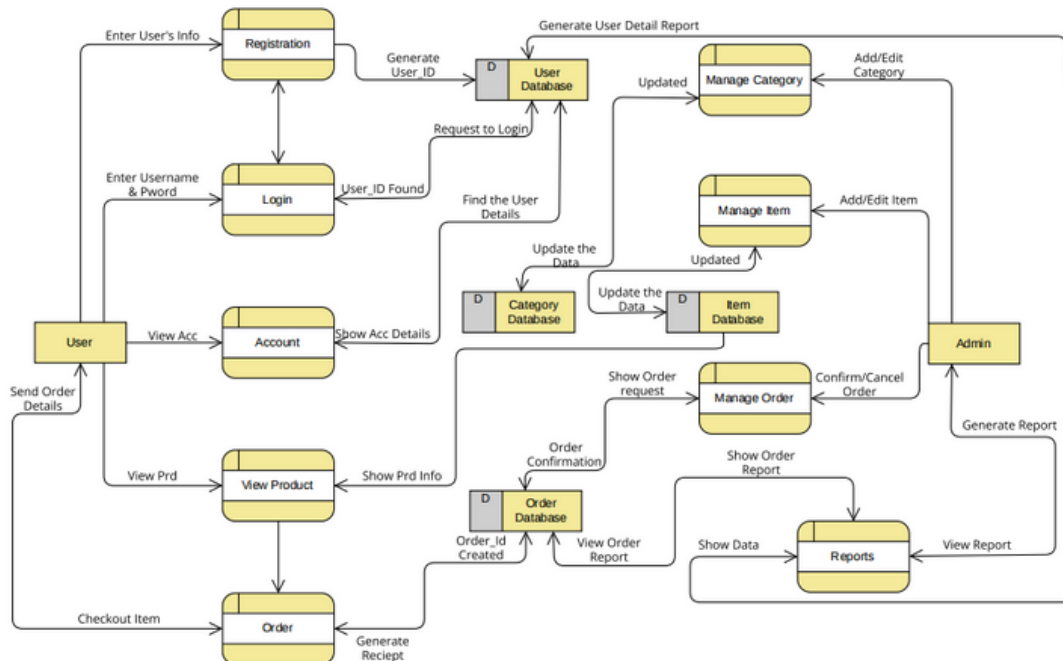 Enter User's Info
Registration
Generate
User_ID
D
User
Database
Generate User Detail Report
Updated
Manage Category
Add/Edit
Category
Request to Login
Enter Username
& Pword
Login
User_ID Found
Find the User
Details
Manage Item
Add/Edit Item
Update the
Data
Updated
D
Category
Database
Update the
Data
D
Item
Database
User
View Acc
Account
Show Acc Details
Admin
Send Order
Details
Show Order
request
Manage Order
Confirm/Cancel
Order
Generate Report
View Prd
View Product
Show Prd Info
Order
Confirmation
D
Order
Database
Show Order
Report
Order_Id
Created
View Order
Report
Show Data
Reports
View Report
Checkout Item
Order
Generate
Reciept